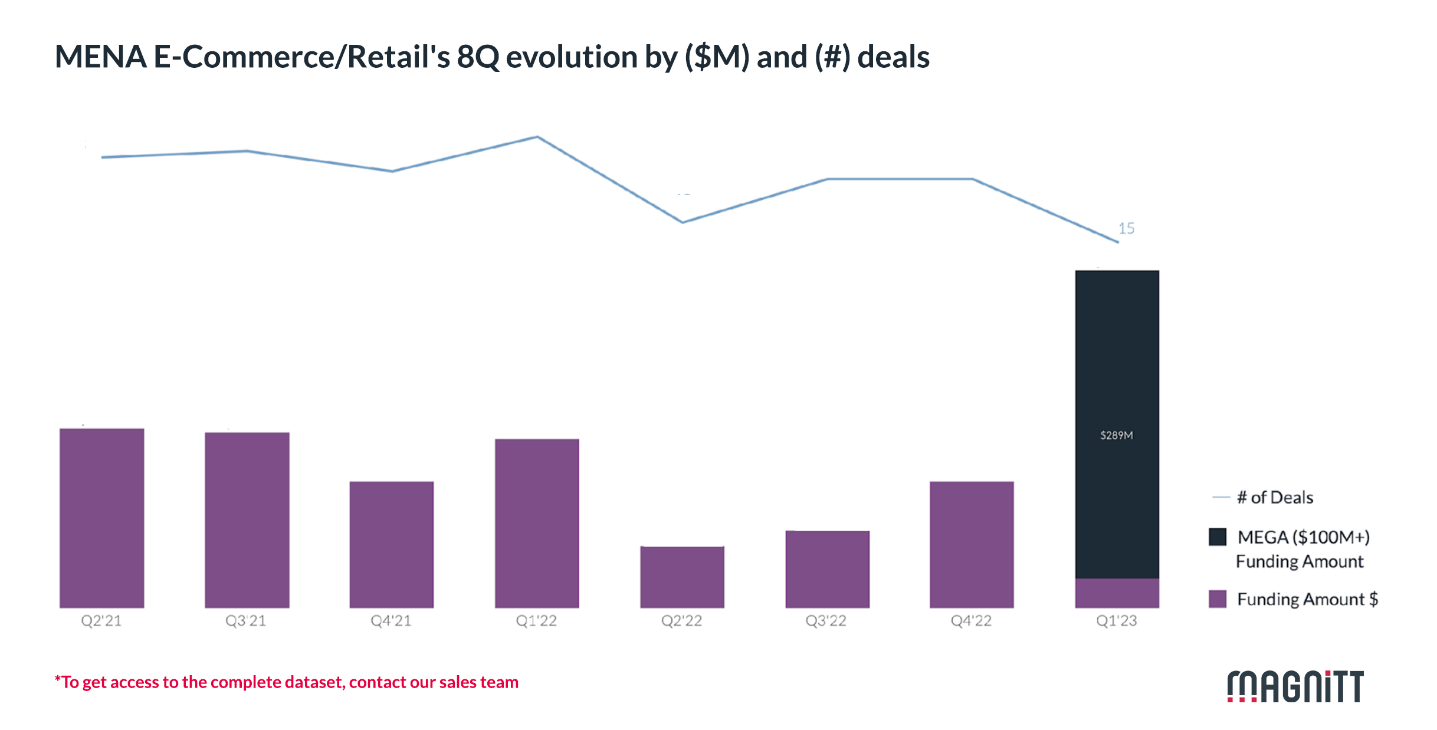 MENA E-Commerce/Retail's 8Q evolution by ($M) and (#) deals
15
$289M
# of Deals
MEGA ($100M+)
Funding Amount
Funding Amount $
Q2'21 Q3'21 Q4'21 Q1'22 Q2'22 Q3'22 Q4'22 Q1'23
*To get access to the complete dataset, contact our sales team
MAGNiTT